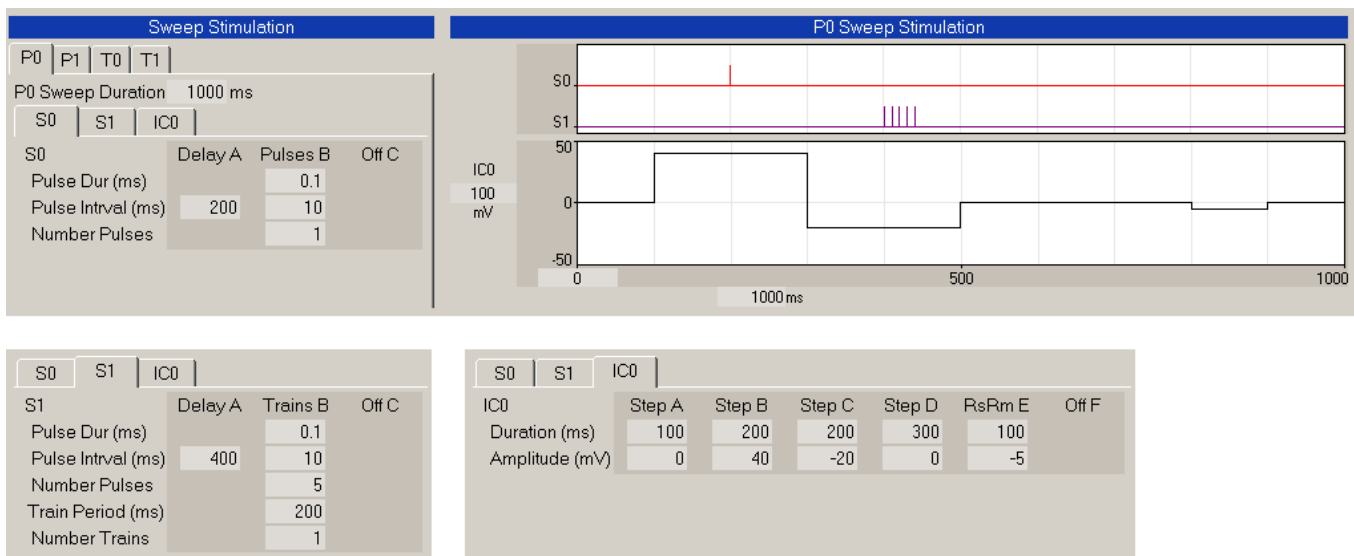 Sweep Stimulation
P0 P1 T0 T1
P0 Sweep Duration 1000 ms
S0 S1 IC0
S0 Delay A Pulses B Off C
Pulse Dur (ms) 0.1
Pulse Intrval (ms) 200 10
Number Pulses 1
P0 Sweep Stimulation
S0
S1
50
IC0
100
mV
0
-50
0 500 1000
1000 ms
S0 S1 IC0
S1 Delay A Trains B Off C
Pulse Dur (ms) 0.1
Pulse Intrval (ms) 400 10
Number Pulses 5
Train Period (ms) 200
Number Trains 1
S0 S1 IC0
IC0 Step A Step B Step C Step D RsRm E Off F
Duration (ms) 100 200 200 300 100
Amplitude (mV) 0 40 -20 0 -5